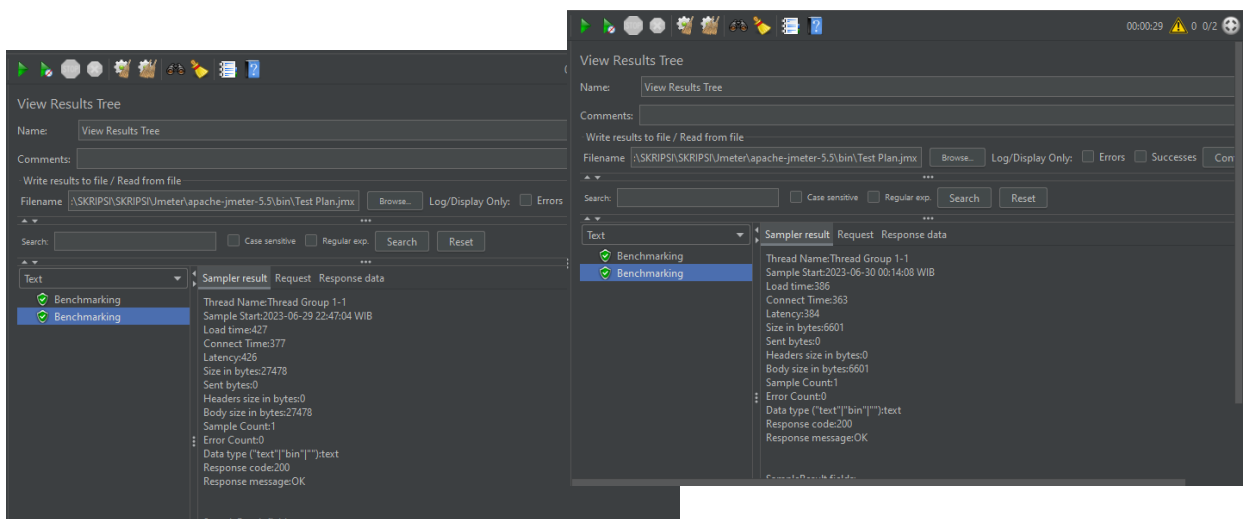 View Results Tree
Name: View Results Tree
Comments:
Write results to file / Read from file
Filename :\SKRIPSI\SKRIPSI\Jmeter\apache-jmeter-5.5\bin\Test Plan.jmx Browse... Log/Display Only: Errors
Search: Case sensitive Regular exp. Search Reset
Text
Benchmarking
Benchmarking
Sampler result Request Response data
Thread Name:Thread Group 1-1
Sample Start:2023-06-29 22:47:04 WIB
Load time:427
Connect Time:377
Latency:426
Size in bytes:27478
Sent bytes:0
Headers size in bytes:0
Body size in bytes:27478
Sample Count:1
Error Count:0
Data type ("text"|"bin"|""):text
Response code:200
Response message:OK
00:00:29 0 0/2
View Results Tree
Name: View Results Tree
Comments:
Write results to file / Read from file
Filename :\SKRIPSI\SKRIPSI\Jmeter\apache-jmeter-5.5\bin\Test Plan.jmx Browse... Log/Display Only: Errors Successes Con
Search: Case sensitive Regular exp. Search Reset
Text
Benchmarking
Benchmarking
Sampler result Request Response data
Thread Name:Thread Group 1-1
Sample Start:2023-06-30 00:14:08 WIB
Load time:386
Connect Time:363
Latency:384
Size in bytes:6601
Sent bytes:0
Headers size in bytes:0
Body size in bytes:6601
Sample Count:1
Error Count:0
Data type ("text"|"bin"|""):text
Response code:200
Response message:OK